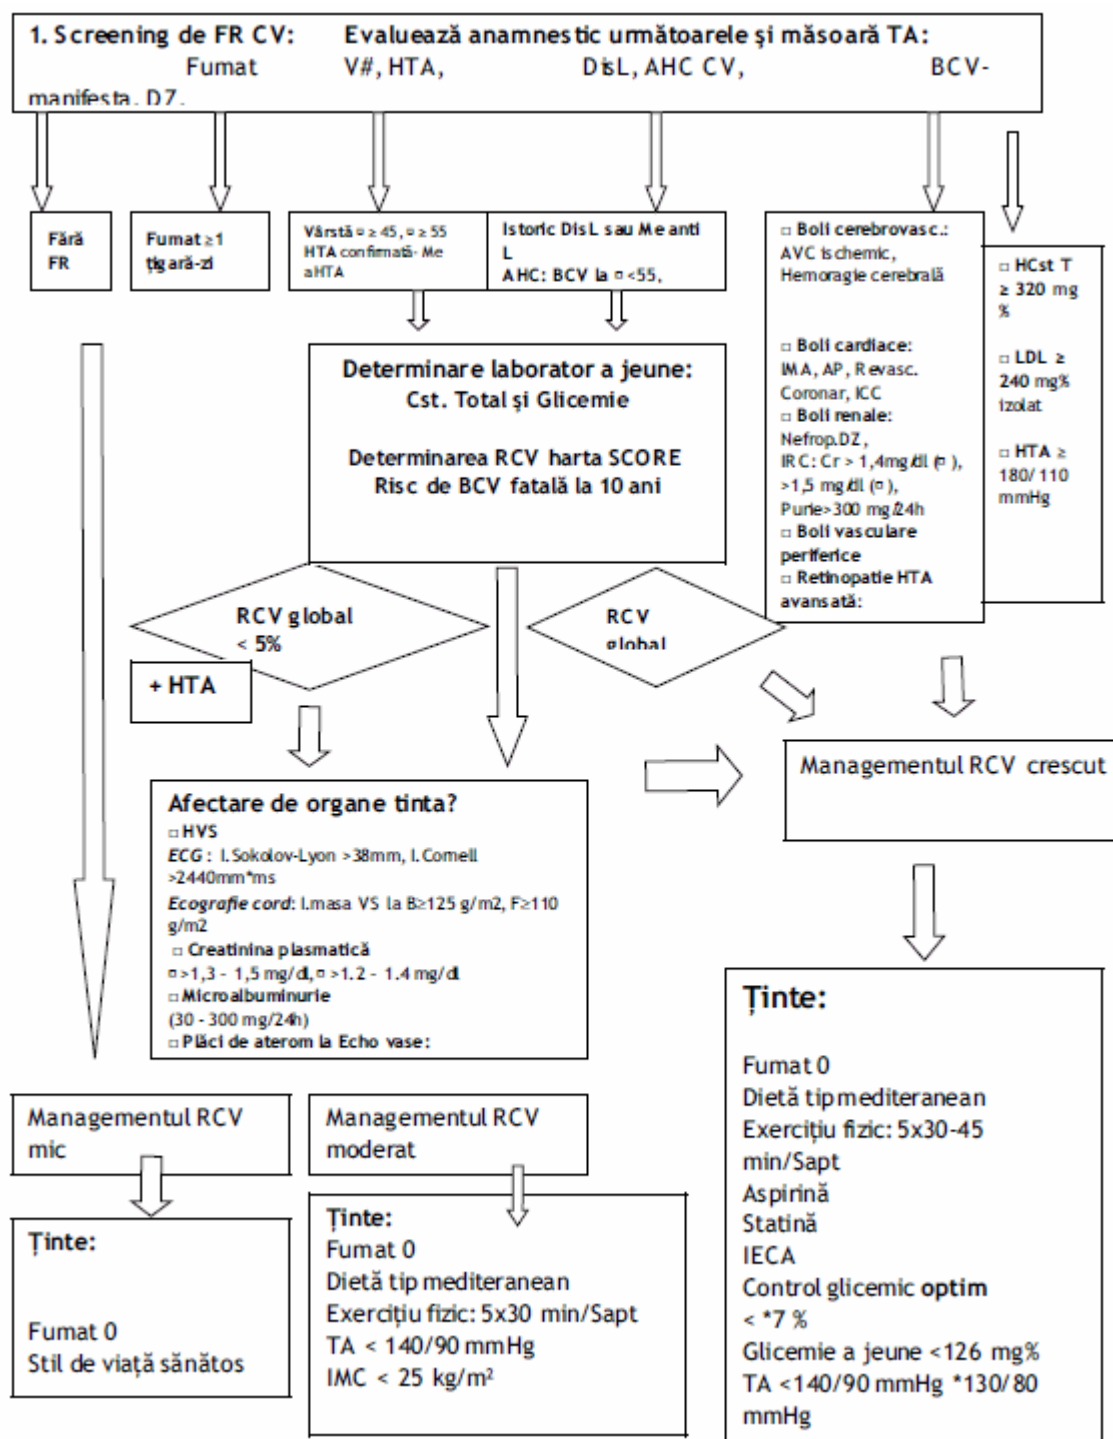 1. Screening de FR CV: Evaluează anamnestic următoarele și măsoară TA:
Fumat V#, HTA, DisL, AHC CV, BCV-
manifesta, DZ,
Fără
FR
Fumat ≥1
țigară-zi
Vârstă ¤ ≥ 45, ¤ ≥ 55
HTA confirmată- Me
aHTA
Istoric DisL sau Me anti
L
AHC: BCV la ¤ <55,
□ Boli cerebrovasc.:
AVC ischemic,
Hemoragie cerebrală
□ Boli cardiace:
IMA, AP, Revasc.
Coronar, ICC
□ Boli renale:
Nefrop.DZ,
IRC: Cr > 1,4mg/dl (¤),
>1,5 mg/dl (¤),
Purie>300 mg/24h
□ Boli vasculare
periferice
□ Retinopatie HTA
avansată:
□ HCst T
≥ 320 mg
%
□ LDL ≥
240 mg%
izolat
□ HTA ≥
180/110
mmHg
Determinare laborator a jeune:
Cst. Total și Glicemie
Determinarea RCV harta SCORE
Risc de BCV fatală la 10 ani
RCV global
< 5%
+ HTA
RCV
global
Managementul RCV crescut
Afectare de organe tinta?
□ HVS
ECG : I.Sokolov-Lyon >38mm, I.Cornell
>2440mm*ms
Ecografie cord: I.masa VS la B≥125 g/m2, F≥110
g/m2
□ Creatinina plasmatică
¤ >1,3 - 1,5 mg/dl, ¤ >1.2 - 1.4 mg/dl
□ Microalbuminurie
(30 - 300 mg/24h)
□ Plăci de aterom la Echo vase:
Managementul RCV
mic
Managementul RCV
moderat
Ținte:
Fumat 0
Stil de viață sănătos
Ținte:
Fumat 0
Dietă tip mediteranean
Exercițiu fizic: 5x30 min/Sapt
TA < 140/90 mmHg
IMC < 25 kg/m²
Ținte:
Fumat 0
Dietă tip mediteranean
Exercițiu fizic: 5x30-45
min/Sapt
Aspirină
Statină
IECA
Control glicemic optim
< *7 %
Glicemie a jeune <126 mg%
TA <140/90 mmHg *130/80
mmHg